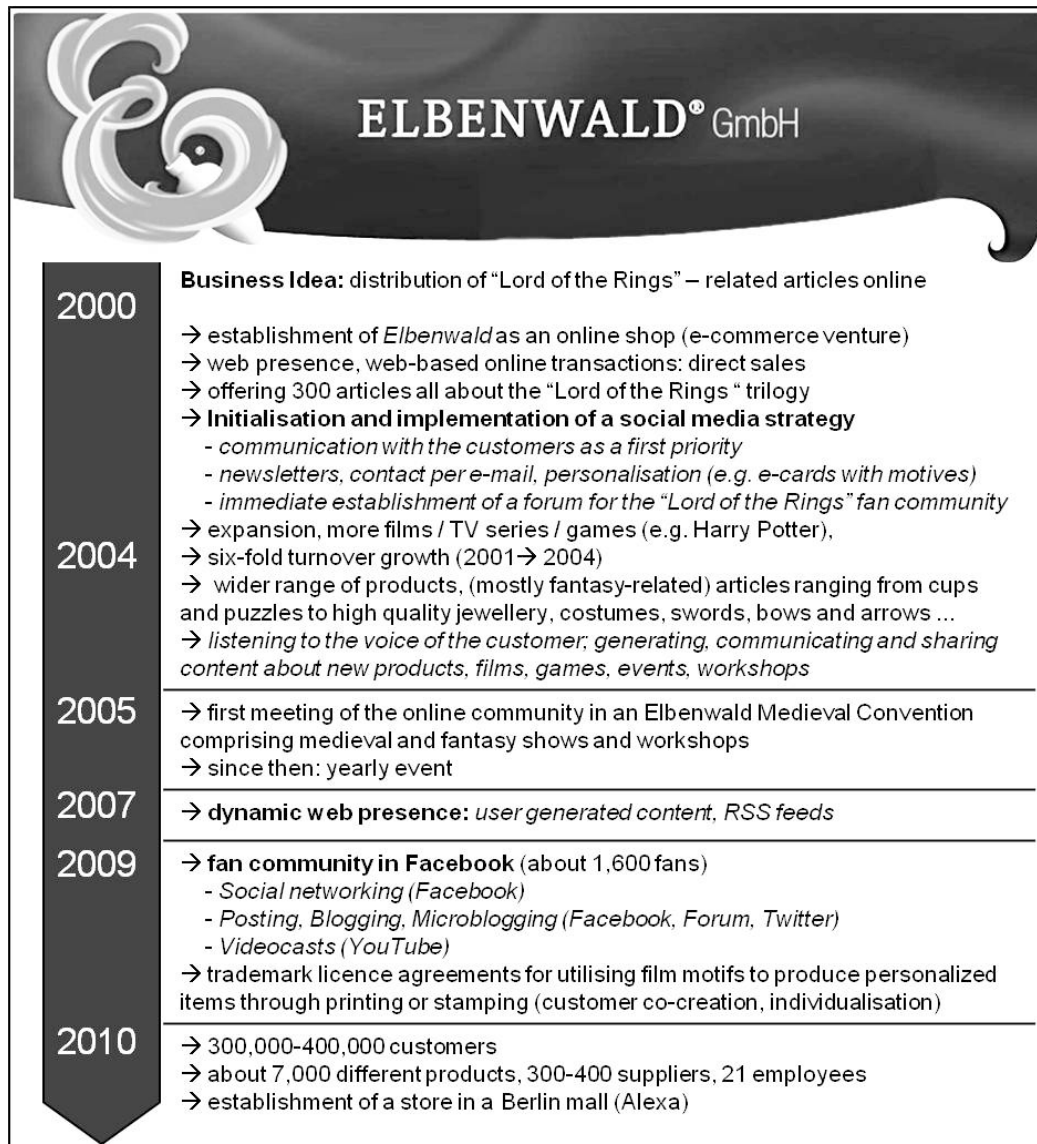 ELBENWALD® GmbH
2000
Business Idea: distribution of “Lord of the Rings” – related articles online
→ establishment of Elbenwald as an online shop (e-commerce venture)
→ web presence, web-based online transactions: direct sales
→ offering 300 articles all about the “Lord of the Rings “ trilogy
→ Initialisation and implementation of a social media strategy
- communication with the customers as a first priority
- newsletters, contact per e-mail, personalisation (e.g. e-cards with motives)
- immediate establishment of a forum for the “Lord of the Rings” fan community
→ expansion, more films / TV series / games (e.g. Harry Potter),
2004
→ six-fold turnover growth (2001→ 2004)
→ wider range of products, (mostly fantasy-related) articles ranging from cups
and puzzles to high quality jewellery, costumes, swords, bows and arrows ...
→ listening to the voice of the customer; generating, communicating and sharing
content about new products, films, games, events, workshops
2005
→ first meeting of the online community in an Elbenwald Medieval Convention
comprising medieval and fantasy shows and workshops
→ since then: yearly event
2007
→ dynamic web presence: user generated content, RSS feeds
2009
→ fan community in Facebook (about 1,600 fans)
- Social networking (Facebook)
- Posting, Blogging, Microblogging (Facebook, Forum, Twitter)
- Videocasts (YouTube)
→ trademark licence agreements for utilising film motifs to produce personalized
items through printing or stamping (customer co-creation, individualisation)
2010
→ 300,000-400,000 customers
→ about 7,000 different products, 300-400 suppliers, 21 employees
→ establishment of a store in a Berlin mall (Alexa)